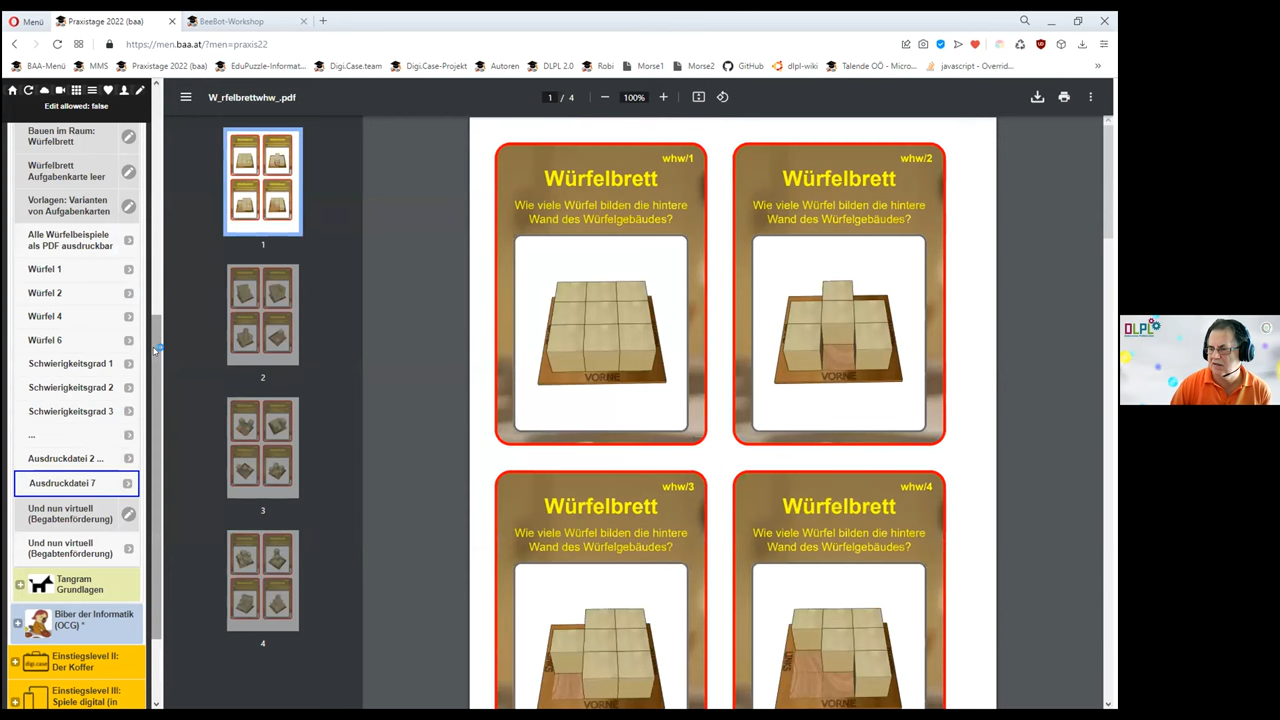 Menü
Praxistage 2022 (baa)
BeeBot-Workshop
https://men.baa.at/?men=praxis22
BAA-Menü
MMS
Praxistage 2022 (baa)
EduPuzzle-Informat...
Digi.Case.team
Digi.Case-Projekt
Autoren
DLPL 2.0
Robi
Morse1
Morse2
GitHub
dlpl-wiki
Talende OÖ - Micro...
javascript - Overrid...
Edit allowed: false
Bauen im Raum:
Würfelbrett
Würfelbrett
Aufgabenkarte leer
Vorlagen: Varianten
von Aufgabenkarten
Alle Würfelbeispiele
als PDF ausdruckbar
Würfel 1
Würfel 2
Würfel 4
Würfel 6
Schwierigkeitsgrad 1
Schwierigkeitsgrad 2
Schwierigkeitsgrad 3
...
Ausdruckdatei 2 ...
Ausdruckdatei 7
Und nun virtuell
(Begabtenförderung)
Und nun virtuell
(Begabtenförderung)
Tangram
Grundlagen
Biber der Informatik
(OCG) *
digi.case
Einstiegslevel II:
Der Koffer
Einstiegslevel III:
Spiele digital (in
W_rfelbrettwhw_.pdf
1 / 4
100%
1
2
3
4
whw/1
Würfelbrett
Wie viele Würfel bilden die hintere
Wand des Würfelgebäudes?
VORNE
whw/2
Würfelbrett
Wie viele Würfel bilden die hintere
Wand des Würfelgebäudes?
VORNE
whw/3
Würfelbrett
Wie viele Würfel bilden die hintere
Wand des Würfelgebäudes?
VORNE
whw/4
Würfelbrett
Wie viele Würfel bilden die hintere
Wand des Würfelgebäudes?
LINKS
VORNE
DLPL